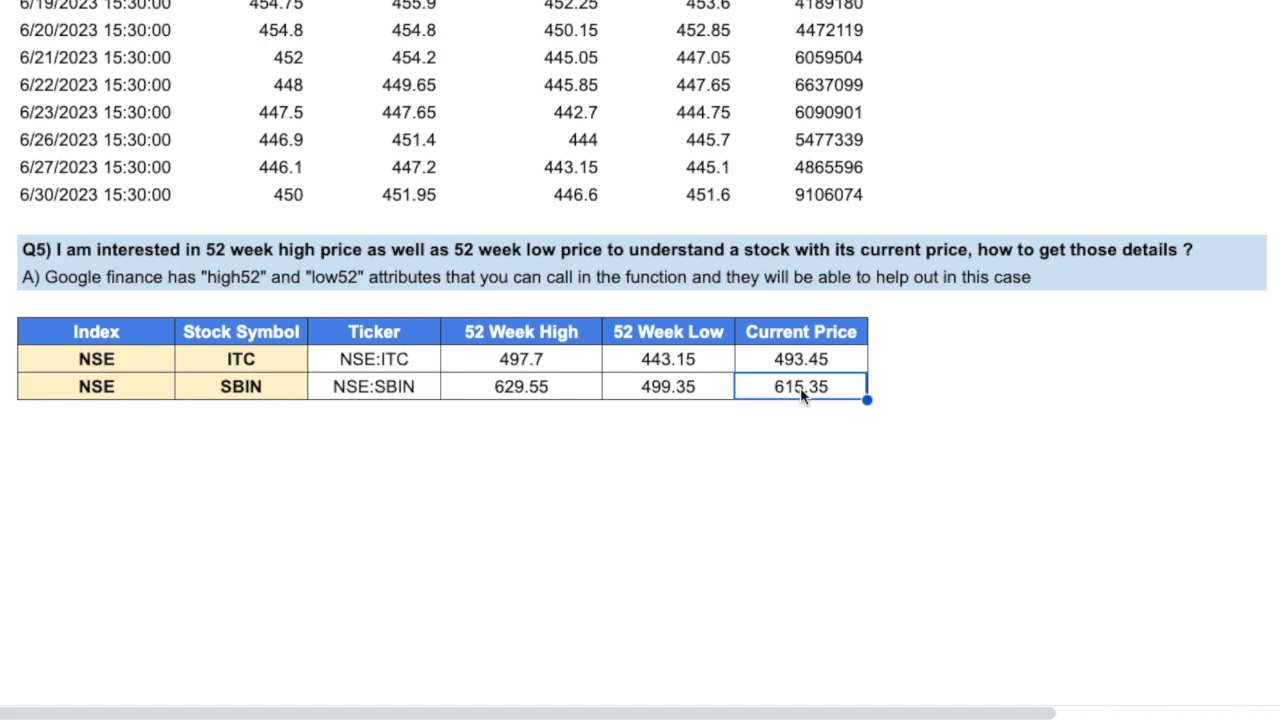 6/19/2023 15:30:00 454.75 455.9 452.25 453.6 4189180
6/20/2023 15:30:00 454.8 454.8 450.15 452.85 4472119
6/21/2023 15:30:00 452 454.2 445.05 447.05 6059504
6/22/2023 15:30:00 448 449.65 445.85 447.65 6637099
6/23/2023 15:30:00 447.5 447.65 442.7 444.75 6090901
6/26/2023 15:30:00 446.9 451.4 444 445.7 5477339
6/27/2023 15:30:00 446.1 447.2 443.15 445.1 4865596
6/30/2023 15:30:00 450 451.95 446.6 451.6 9106074
Q5) I am interested in 52 week high price as well as 52 week low price to understand a stock with its current price, how to get those details ?
A) Google finance has "high52" and "low52" attributes that you can call in the function and they will be able to help out in this case
Index Stock Symbol Ticker 52 Week High 52 Week Low Current Price
NSE ITC NSE:ITC 497.7 443.15 493.45
NSE SBIN NSE:SBIN 629.55 499.35 615.35